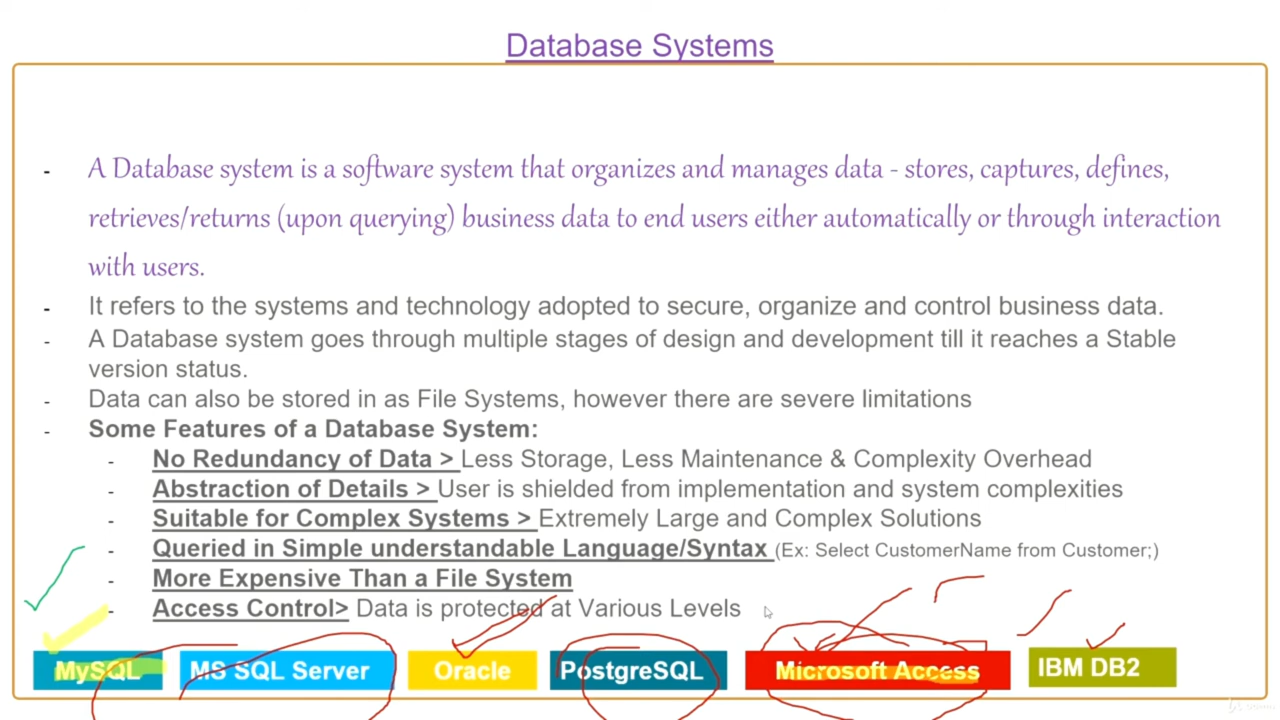 Database Systems
- A Database system is a software system that organizes and manages data - stores, captures, defines,
retrieves/returns (upon querying) business data to end users either automatically or through interaction
with users.
- It refers to the systems and technology adopted to secure, organize and control business data.
- A Database system goes through multiple stages of design and development till it reaches a Stable
version status.
- Data can also be stored in as File Systems, however there are severe limitations
- Some Features of a Database System:
- No Redundancy of Data > Less Storage, Less Maintenance & Complexity Overhead
- Abstraction of Details > User is shielded from implementation and system complexities
- Suitable for Complex Systems > Extremely Large and Complex Solutions
- Queried in Simple understandable Language/Syntax (Ex: Select CustomerName from Customer;)
- More Expensive Than a File System
- Access Control> Data is protected at Various Levels
MySQL MS SQL Server Oracle PostgreSQL Microsoft Access IBM DB2